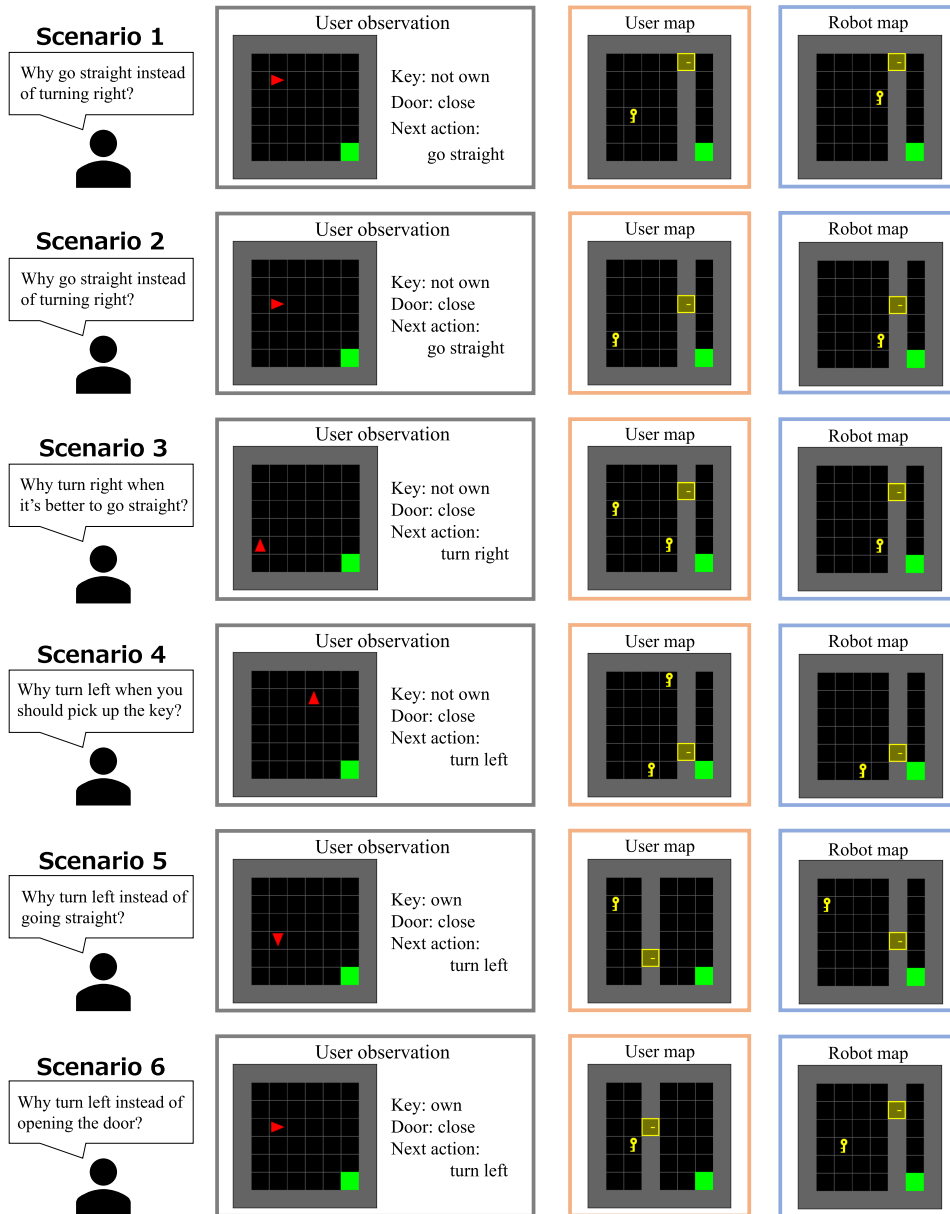 Scenario 1
Why go straight instead
of turning right?
User observation
Key: not own
Door: close
Next action:
go straight
User map
Robot map
Scenario 2
Why go straight instead
of turning right?
User observation
Key: not own
Door: close
Next action:
go straight
User map
Robot map
Scenario 3
Why turn right when
it's better to go straight?
User observation
Key: not own
Door: close
Next action:
turn right
User map
Robot map
Scenario 4
Why turn left when you
should pick up the key?
User observation
Key: not own
Door: close
Next action:
turn left
User map
Robot map
Scenario 5
Why turn left instead of
going straight?
User observation
Key: own
Door: close
Next action:
turn left
User map
Robot map
Scenario 6
Why turn left instead of
opening the door?
User observation
Key: own
Door: close
Next action:
turn left
User map
Robot map